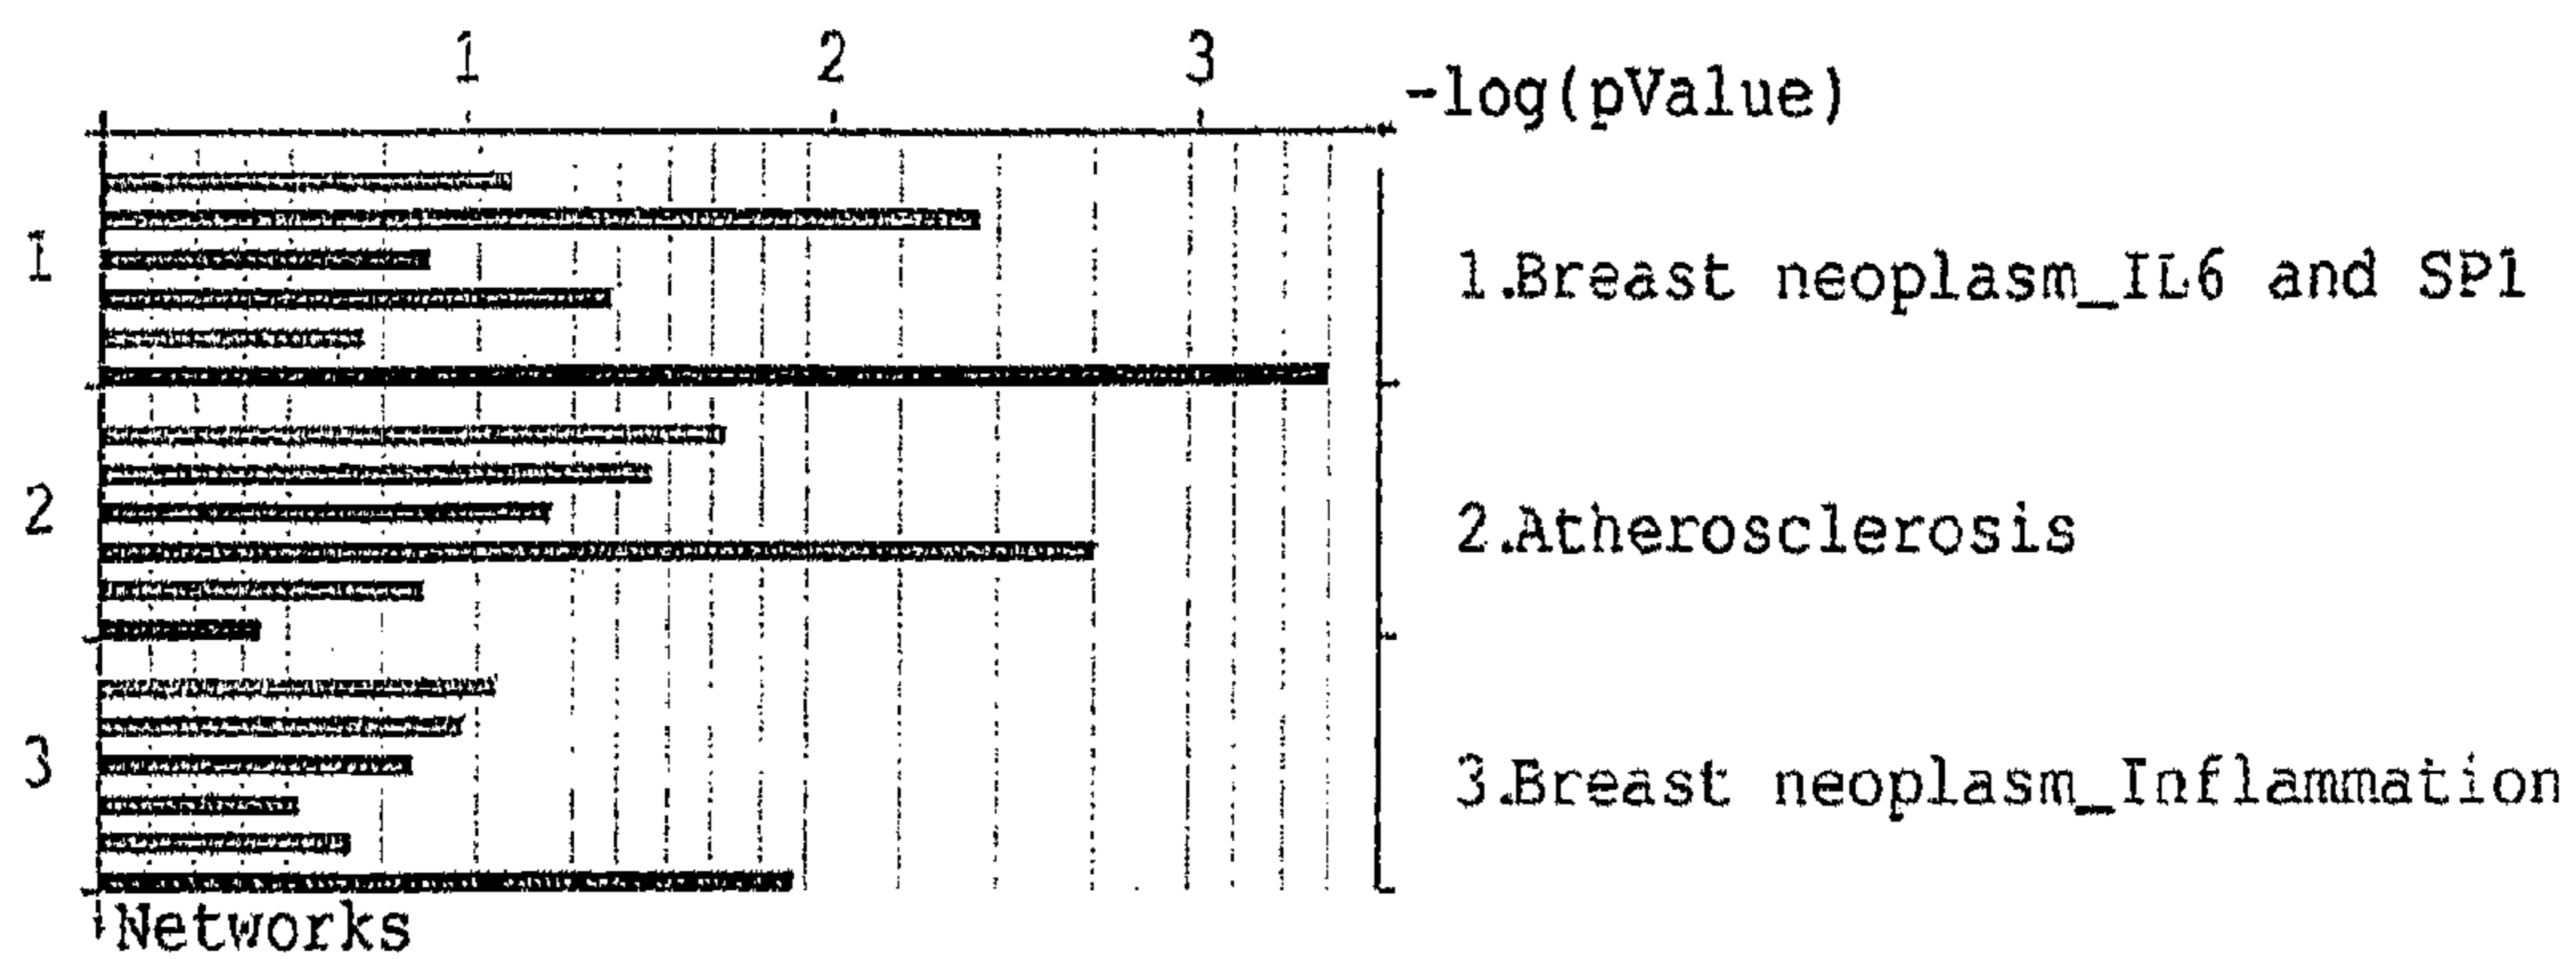 1 2 3
-log(pValue)
1
1.Breast neoplasm_IL6 and SP1
2
2.Atherosclerosis
3
3.Breast neoplasm_Inflammation
Networks